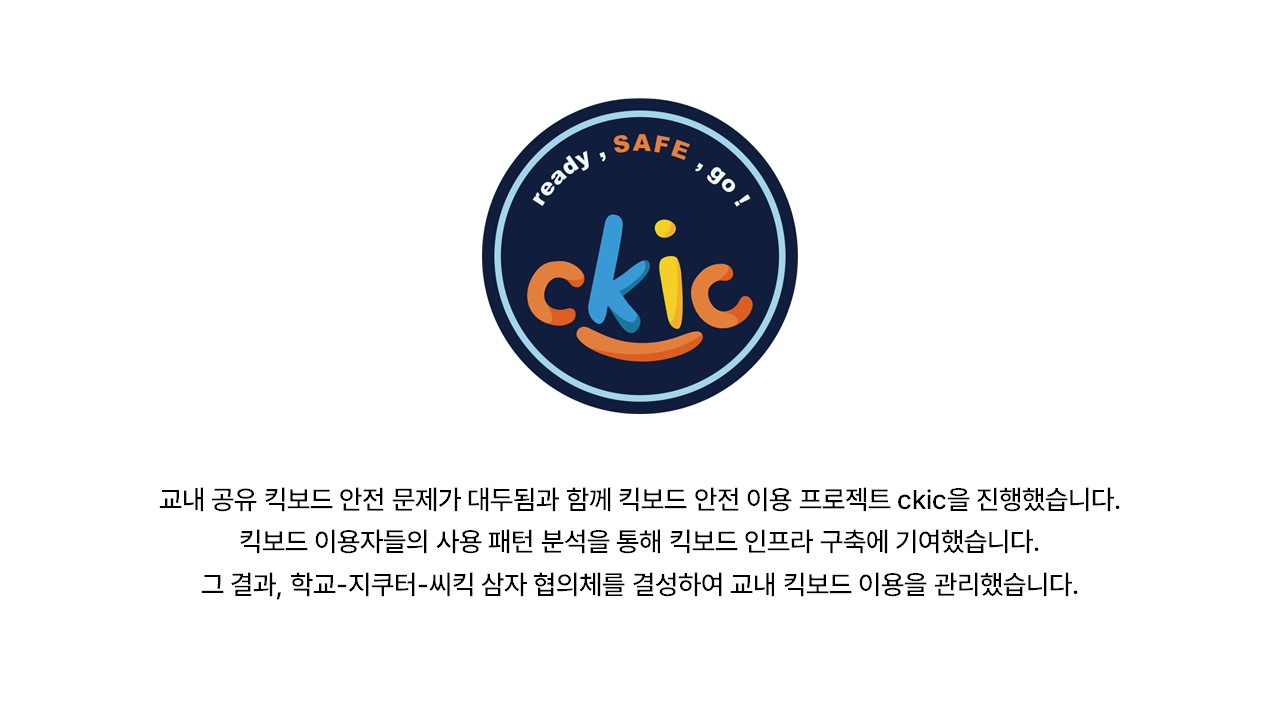 ready , SAFE , go !
ckic
교내 공유 킥보드 안전 문제가 대두됨과 함께 킥보드 안전 이용 프로젝트 ckic을 진행했습니다.
킥보드 이용자들의 사용 패턴 분석을 통해 킥보드 인프라 구축에 기여했습니다.
그 결과, 학교-지쿠터-씨킥 삼자 협의체를 결성하여 교내 킥보드 이용을 관리했습니다.